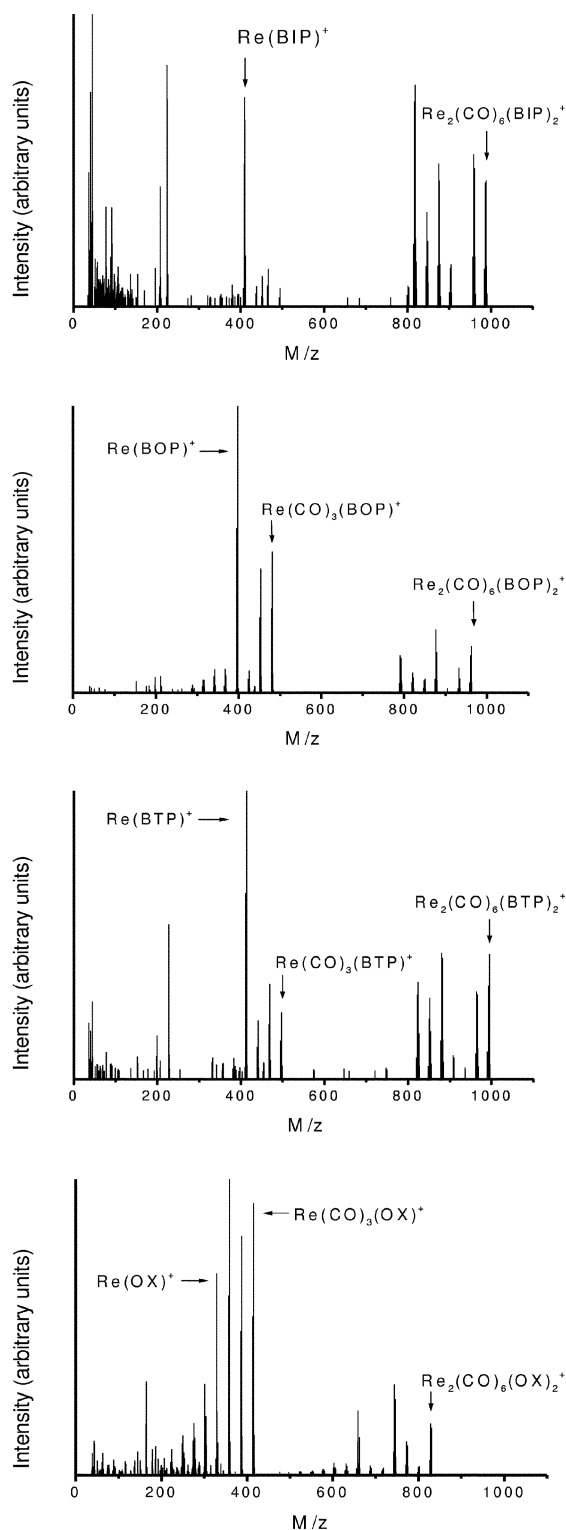 Re(BIP)⁺
Re₂(CO)₆(BIP)₂⁺
Intensity (arbitrary units)
0 200 400 600 800 1000
M/z
Re(BOP)⁺
Re(CO)₃(BOP)⁺
Re₂(CO)₆(BOP)₂⁺
Intensity (arbitrary units)
0 200 400 600 800 1000
M/z
Re(BTP)⁺
Re₂(CO)₆(BTP)₂⁺
Re(CO)₃(BTP)⁺
Intensity (arbitrary units)
0 200 400 600 800 1000
M/z
Re(CO)₃(OX)⁺
Re(OX)⁺
Re₂(CO)₆(OX)₂⁺
Intensity (arbitrary units)
0 200 400 600 800 1000
M/z